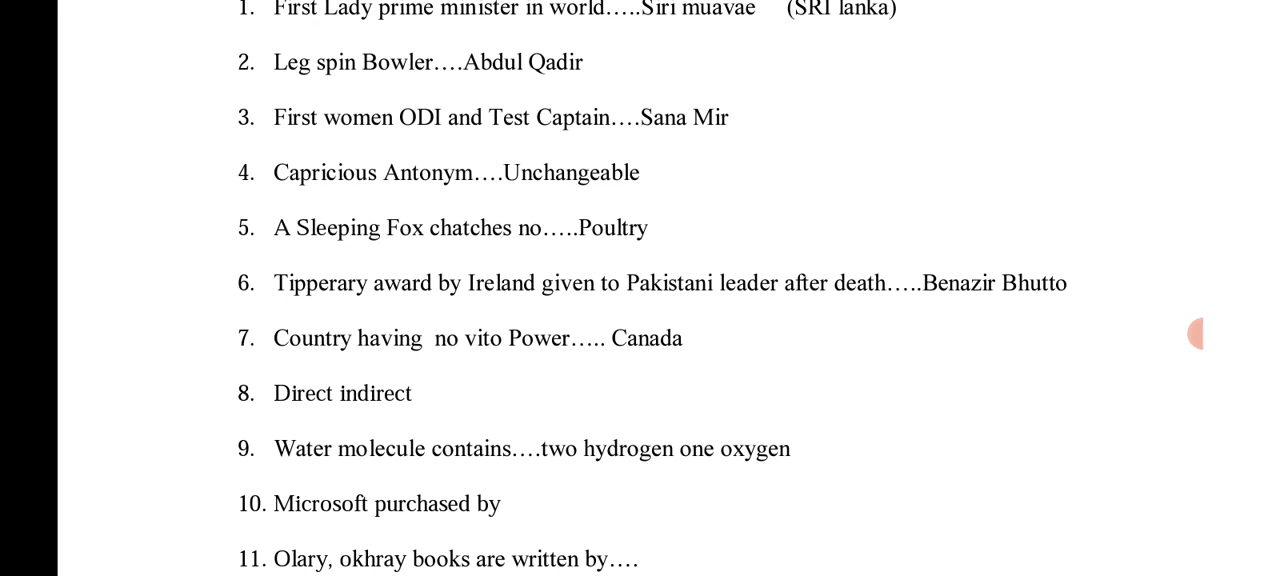 1. First Lady prime minister in world…..Siri muavae (SRI lanka)
2. Leg spin Bowler….Abdul Qadir
3. First women ODI and Test Captain….Sana Mir
4. Capricious Antonym….Unchangeable
5. A Sleeping Fox chatches no…..Poultry
6. Tipperary award by Ireland given to Pakistani leader after death…..Benazir Bhutto
7. Country having no vito Power….. Canada
8. Direct indirect
9. Water molecule contains….two hydrogen one oxygen
10. Microsoft purchased by
11. Olary, okhray books are written by….